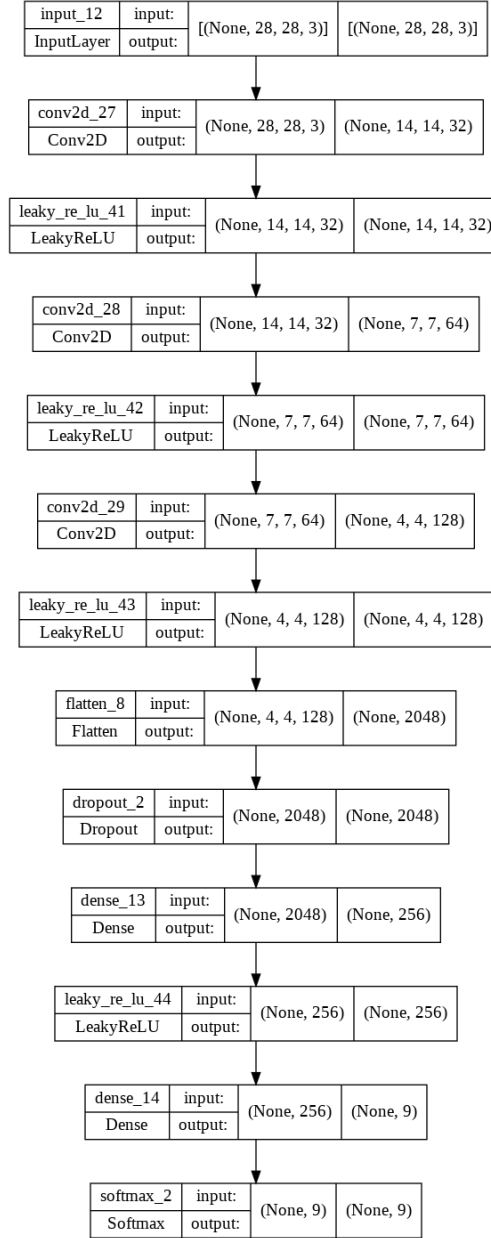 input_12 input: [(None, 28, 28, 3)] [(None, 28, 28, 3)]
InputLayer output:
conv2d_27 input: (None, 28, 28, 3) (None, 14, 14, 32)
Conv2D output:
leaky_re_lu_41 input: (None, 14, 14, 32) (None, 14, 14, 32)
LeakyReLU output:
conv2d_28 input: (None, 14, 14, 32) (None, 7, 7, 64)
Conv2D output:
leaky_re_lu_42 input: (None, 7, 7, 64) (None, 7, 7, 64)
LeakyReLU output:
conv2d_29 input: (None, 7, 7, 64) (None, 4, 4, 128)
Conv2D output:
leaky_re_lu_43 input: (None, 4, 4, 128) (None, 4, 4, 128)
LeakyReLU output:
flatten_8 input: (None, 4, 4, 128) (None, 2048)
Flatten output:
dropout_2 input: (None, 2048) (None, 2048)
Dropout output:
dense_13 input: (None, 2048) (None, 256)
Dense output:
leaky_re_lu_44 input: (None, 256) (None, 256)
LeakyReLU output:
dense_14 input: (None, 256) (None, 9)
Dense output:
softmax_2 input: (None, 9) (None, 9)
Softmax output: